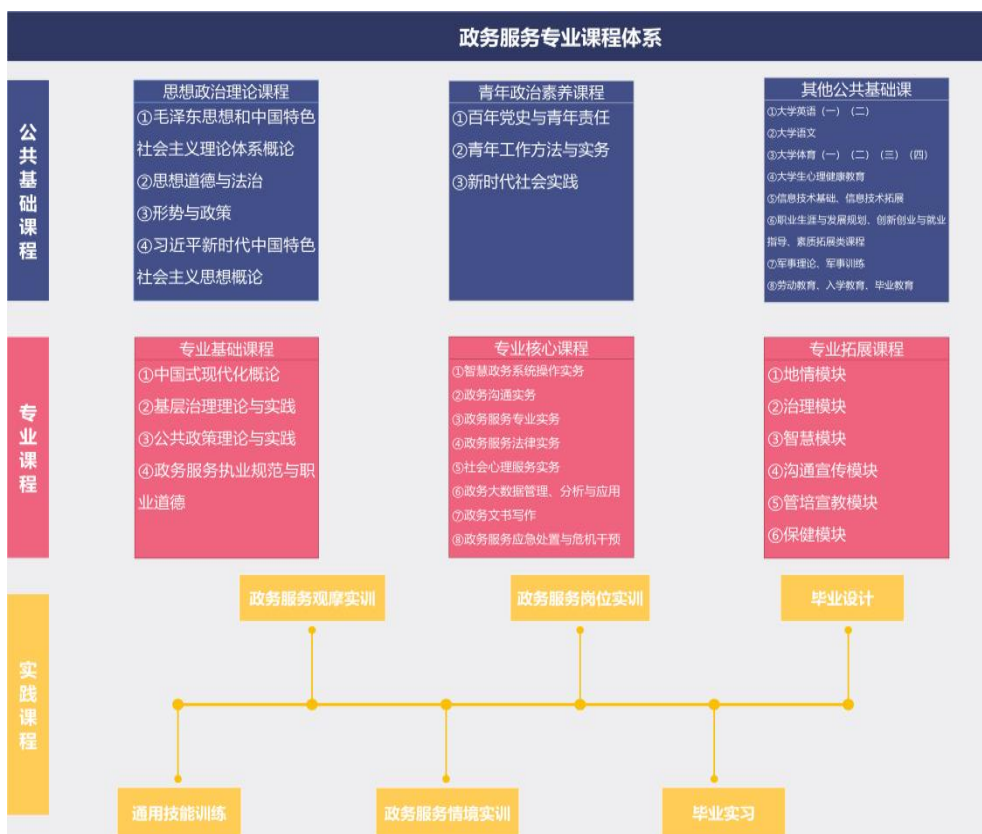 政务服务专业课程体系
公共基础课程
思想政治理论课程
①毛泽东思想和中国特色
社会主义理论体系概论
②思想道德与法治
③形势与政策
④习近平新时代中国特色
社会主义思想概论
青年政治素养课程
①百年党史与青年责任
②青年工作方法与实务
③新时代社会实践
其他公共基础课
①大学英语（一）（二）
②大学语文
③大学体育（一）（二）（三）（四）
④大学生心理健康教育
⑤信息技术基础、信息技术拓展
⑥职业生涯与发展规划、创新创业与就业
指导、素质拓展类课程
⑦军事理论、军事训练
⑧劳动教育、入学教育、毕业教育
专业课程
专业基础课程
①中国式现代化概论
②基层治理理论与实践
③公共政策理论与实践
④政务服务执业规范与职
业道德
专业核心课程
①智慧政务系统操作实务
②政务沟通实务
③政务服务专业实务
④政务服务法律实务
⑤社会心理服务实务
⑥政务大数据管理、分析与应用
⑦政务文书写作
⑧政务服务应急处置与危机干预
专业拓展课程
①地情模块
②治理模块
③智慧模块
④沟通宣传模块
⑤管培宣教模块
⑥保健模块
实践课程
政务服务观摩实训
政务服务岗位实训
毕业设计
通用技能训练
政务服务情境实训
毕业实习